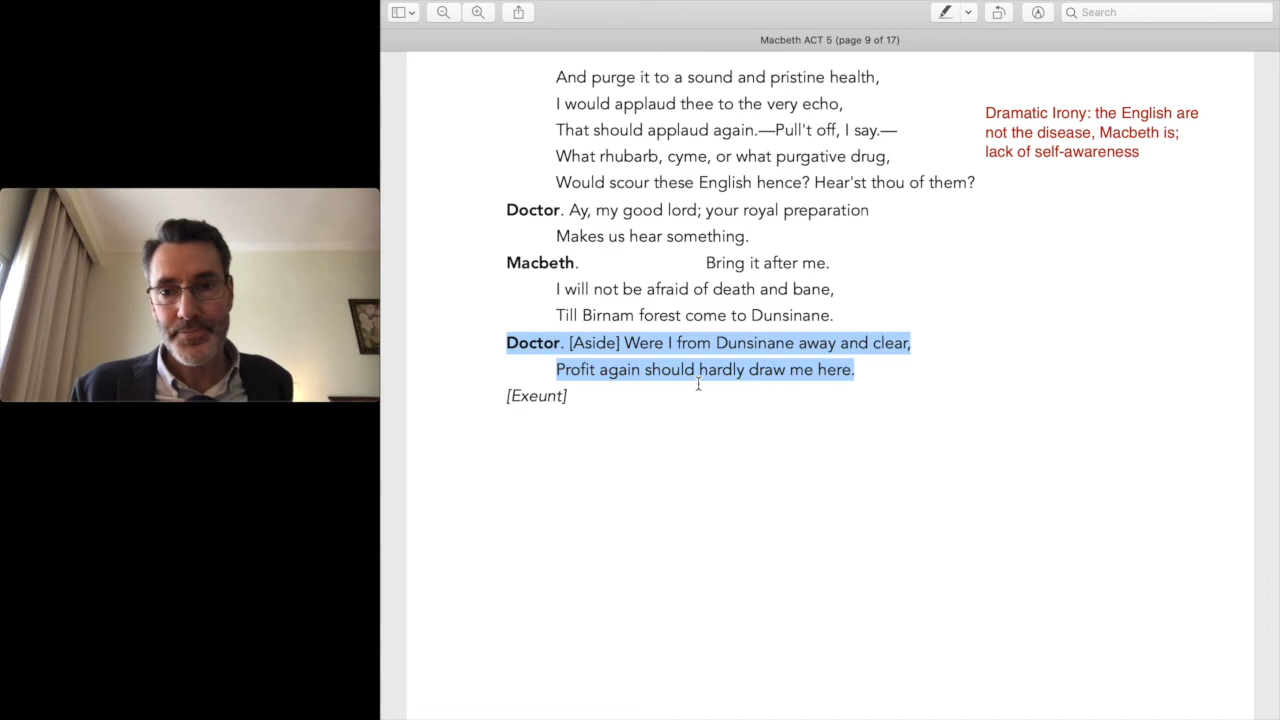 Search
Macbeth ACT 5 (page 9 of 17)
And purge it to a sound and pristine health,
I would applaud thee to the very echo,
That should applaud again.—Pull't off, I say.—
What rhubarb, cyme, or what purgative drug,
Would scour these English hence? Hear'st thou of them?
Dramatic Irony: the English are
not the disease, Macbeth is;
lack of self-awareness
Doctor. Ay, my good lord; your royal preparation
Makes us hear something.
Macbeth. Bring it after me.
I will not be afraid of death and bane,
Till Birnam forest come to Dunsinane.
Doctor. [Aside] Were I from Dunsinane away and clear,
Profit again should hardly draw me here.
[Exeunt]